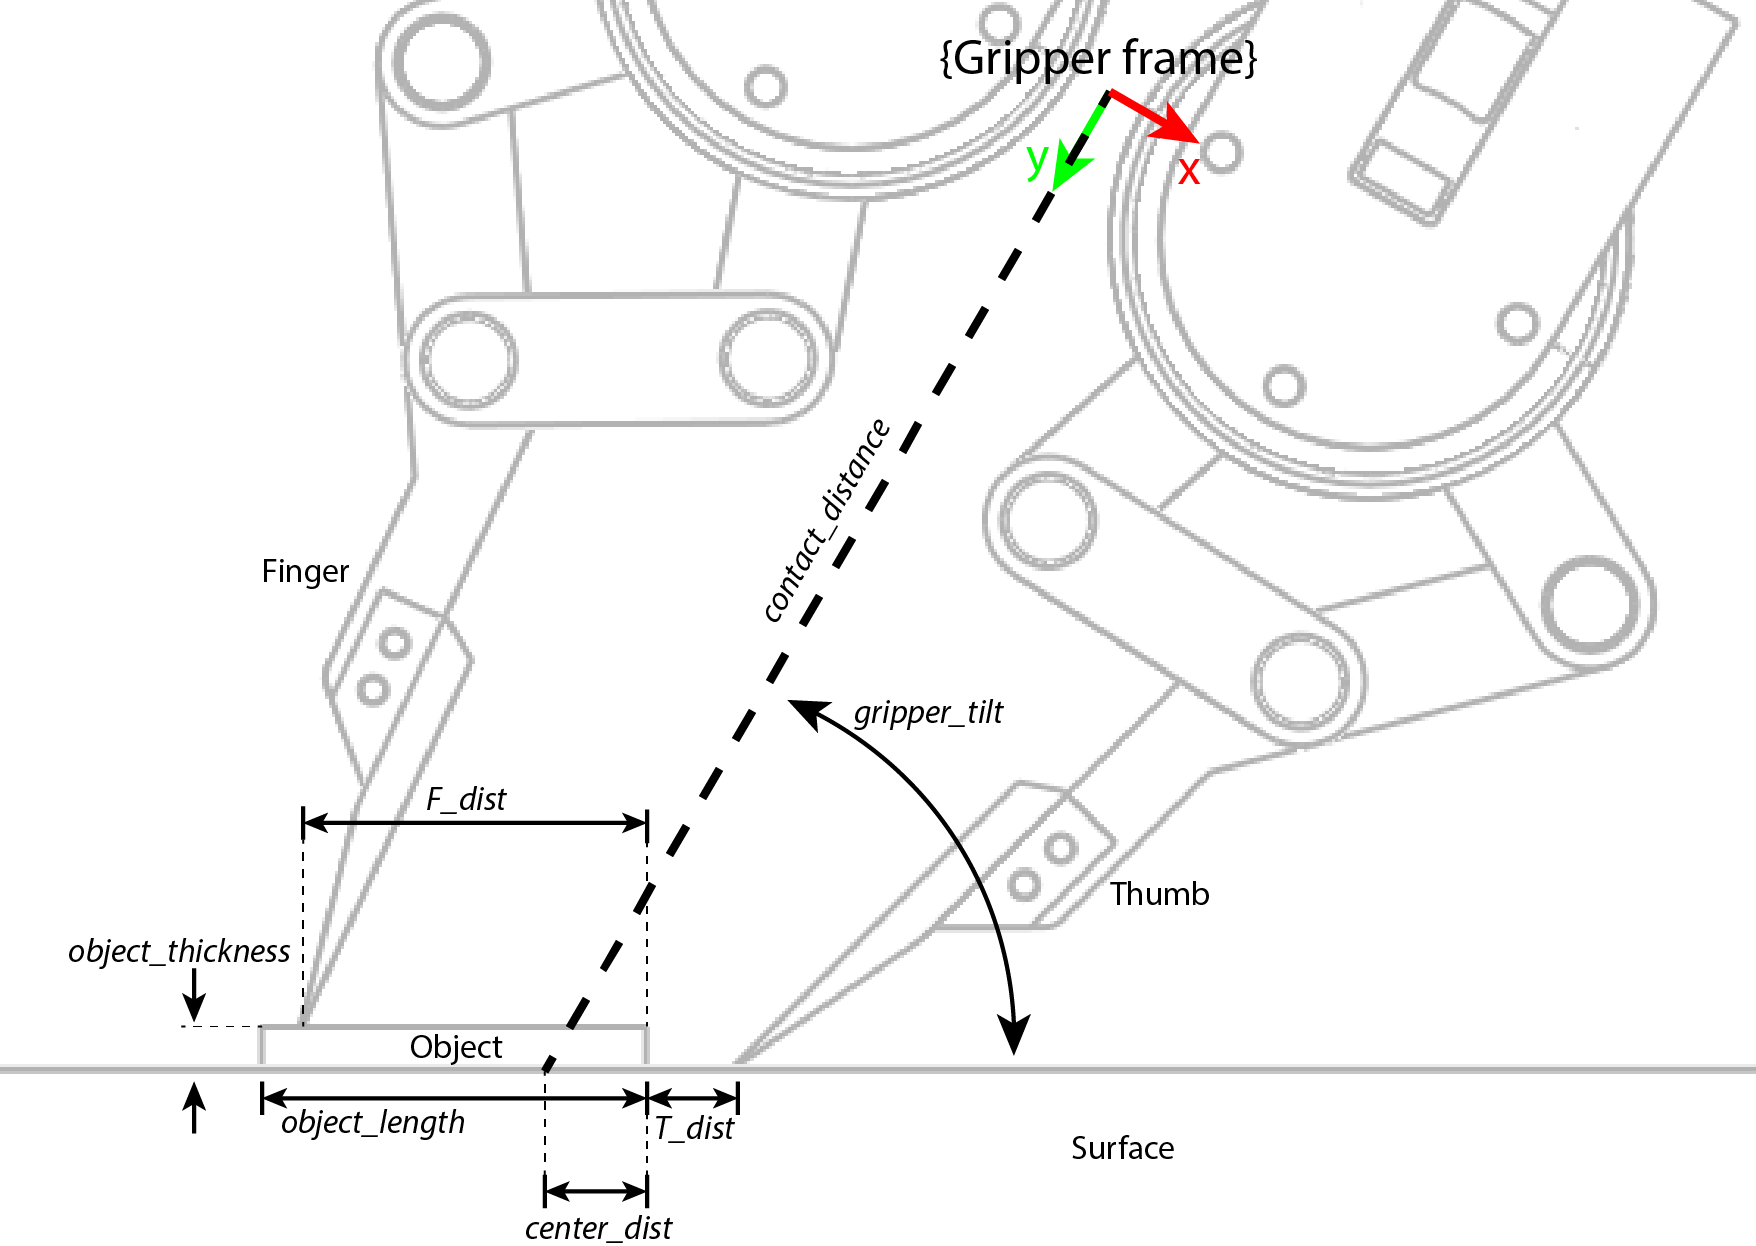 {Gripper frame}
y
x
contact_distance
Finger
gripper_tilt
F_dist
Thumb
object_thickness
Object
object_length
T_dist
Surface
center_dist